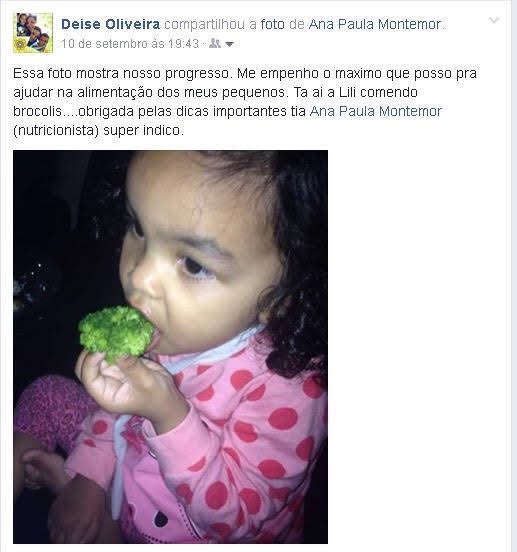 Deise Oliveira compartilhou a foto de Ana Paula Montemor.
10 de setembro às 19:43 ·
Essa foto mostra nosso progresso. Me empenho o maximo que posso pra
ajudar na alimentação dos meus pequenos. Ta ai a Lili comendo
brocolis....obrigada pelas dicas importantes tia Ana Paula Montemor
(nutricionista) super indico.